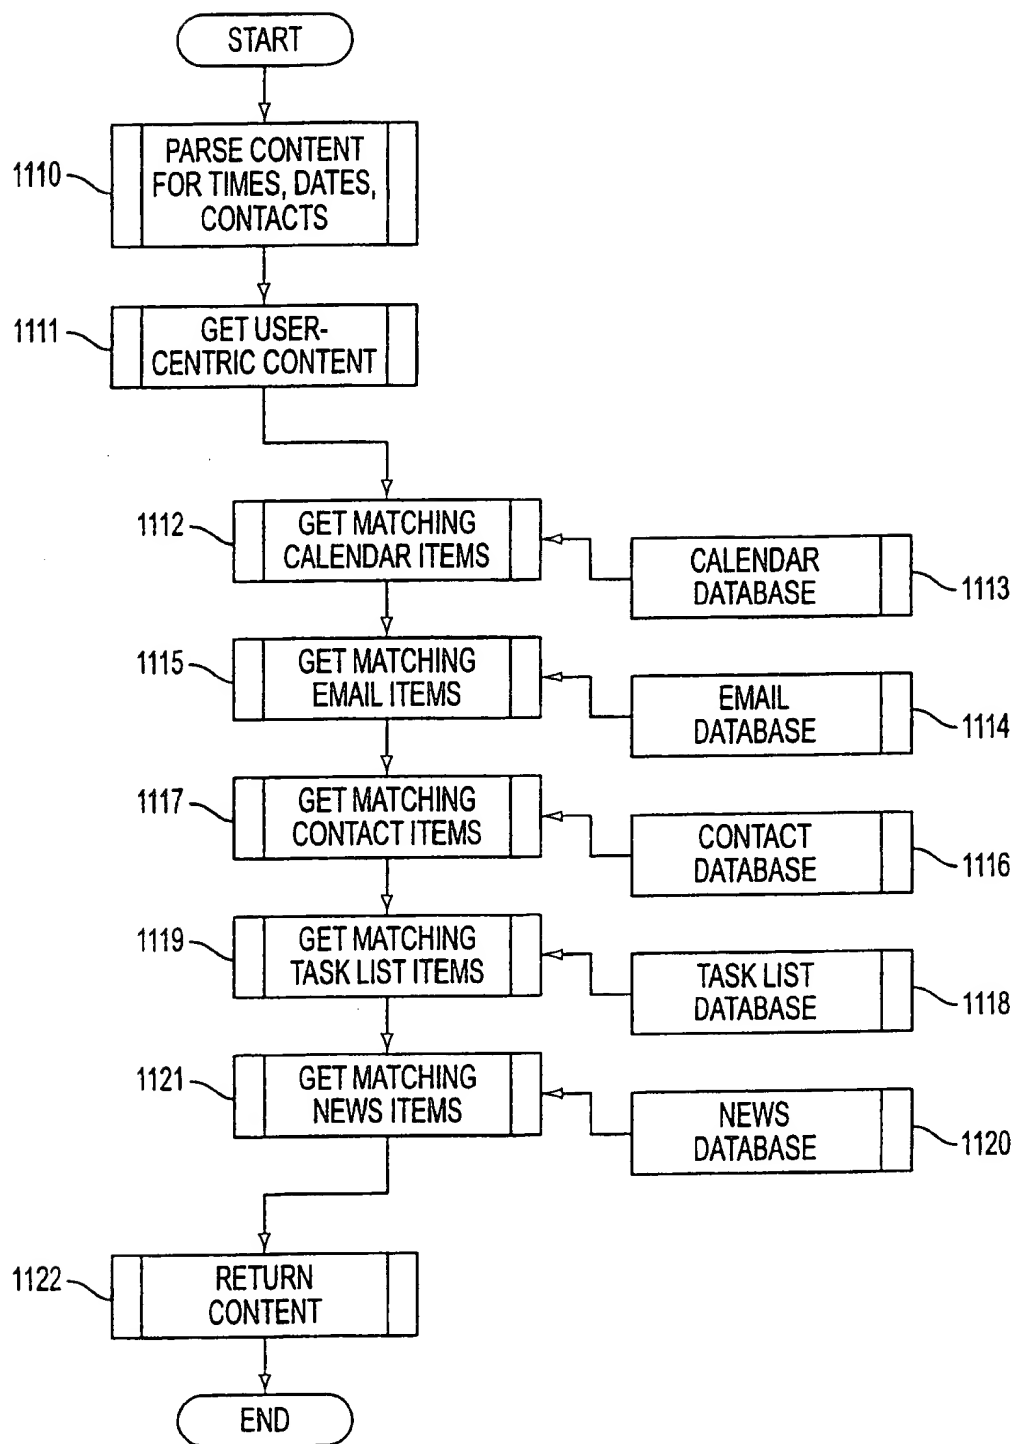 START
1110
PARSE CONTENT
FOR TIMES, DATES,
CONTACTS
1111
GET USER-
CENTRIC CONTENT
1112
GET MATCHING
CALENDAR ITEMS
CALENDAR
DATABASE
1113
1115
GET MATCHING
EMAIL ITEMS
EMAIL
DATABASE
1114
1117
GET MATCHING
CONTACT ITEMS
CONTACT
DATABASE
1116
1119
GET MATCHING
TASK LIST ITEMS
TASK LIST
DATABASE
1118
1121
GET MATCHING
NEWS ITEMS
NEWS
DATABASE
1120
1122
RETURN
CONTENT
END